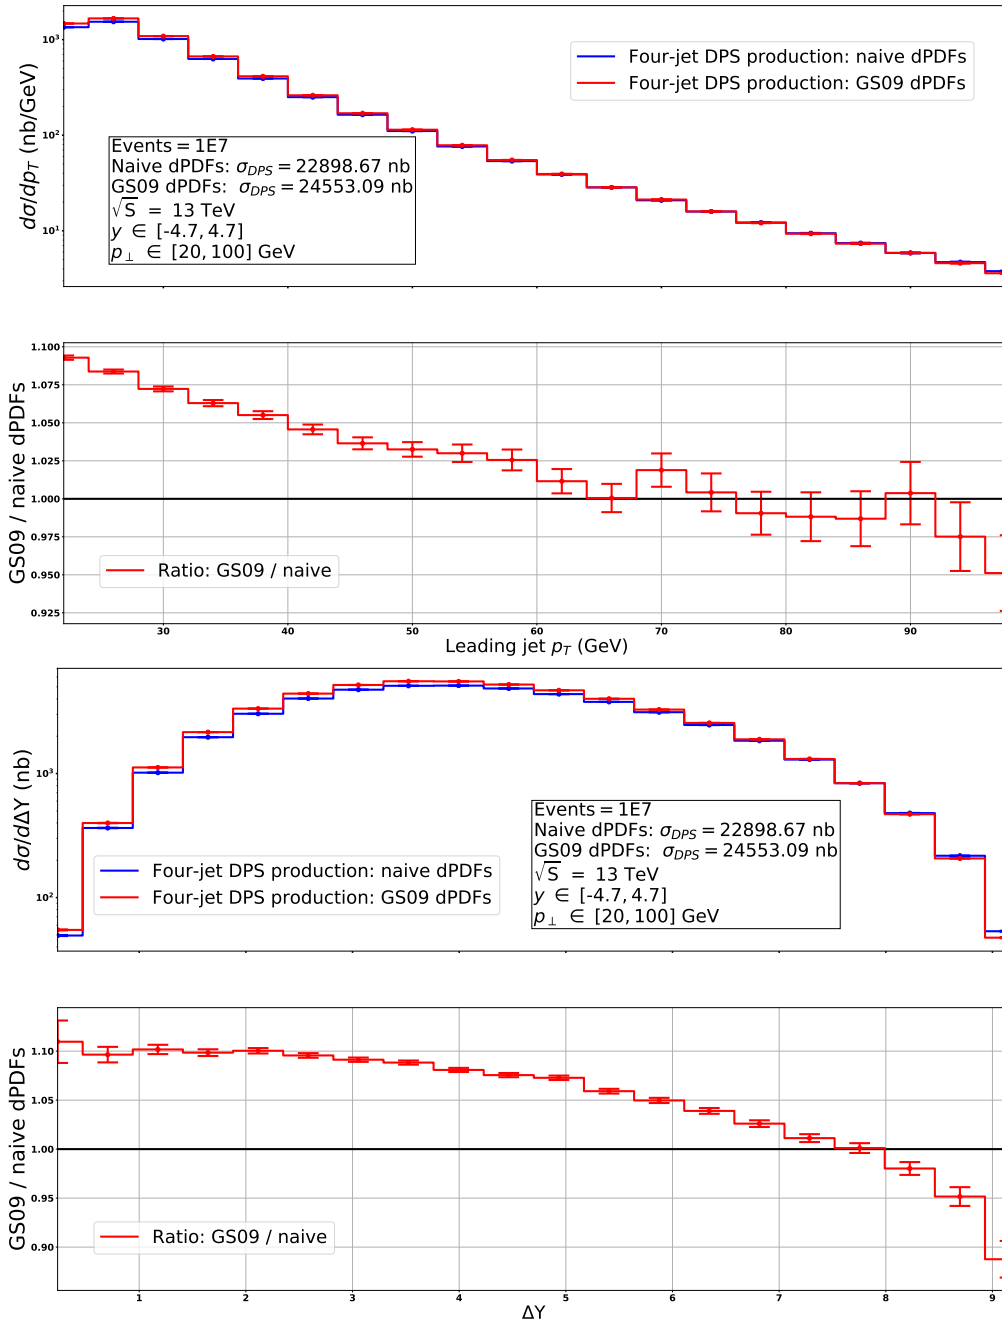 10³
10²
10¹
dσ/dp_T (nb/GeV)
Four-jet DPS production: naive dPDFs
Four-jet DPS production: GS09 dPDFs
Events = 1E7
Naive dPDFs: σ_DPS = 22898.67 nb
GS09 dPDFs: σ_DPS = 24553.09 nb
√S = 13 TeV
y ∈ [-4.7, 4.7]
p_⊥ ∈ [20, 100] GeV
1.100
1.075
1.050
1.025
1.000
0.975
0.950
0.925
GS09 / naive dPDFs
Ratio: GS09 / naive
30 40 50 60 70 80 90
Leading jet p_T (GeV)
10³
10²
dσ/dΔY (nb)
Events = 1E7
Naive dPDFs: σ_DPS = 22898.67 nb
GS09 dPDFs: σ_DPS = 24553.09 nb
√S = 13 TeV
y ∈ [-4.7, 4.7]
p_⊥ ∈ [20, 100] GeV
Four-jet DPS production: naive dPDFs
Four-jet DPS production: GS09 dPDFs
1.10
1.05
1.00
0.95
0.90
GS09 / naive dPDFs
Ratio: GS09 / naive
1 2 3 4 5 6 7 8 9
ΔY